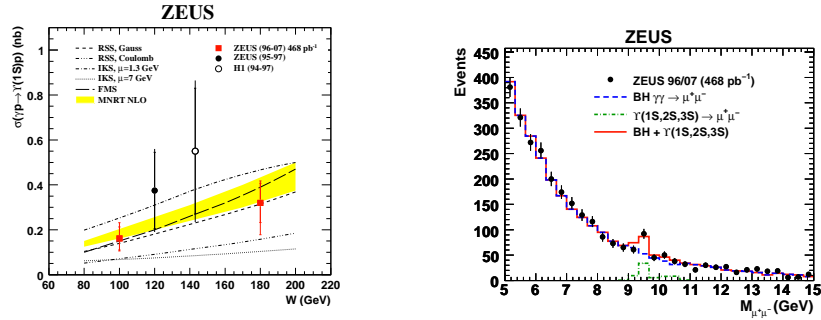 ZEUS
σ(γp→ϒ(1S)p) (nb)
RSS, Gauss
RSS, Coulomb
IKS, μ=1.3 GeV
IKS, μ=7 GeV
FMS
MNRT NLO
ZEUS (96-07) 468 pb⁻¹
ZEUS (95-97)
H1 (94-97)
1
0.8
0.6
0.4
0.2
0
60 80 100 120 140 160 180 200 220
W (GeV)
ZEUS
Events
ZEUS 96/07 (468 pb⁻¹)
BH γγ → μ⁺μ⁻
ϒ(1S,2S,3S) → μ⁺μ⁻
BH + ϒ(1S,2S,3S)
450
400
350
300
250
200
150
100
50
0
5 6 7 8 9 10 11 12 13 14 15
M μ⁺μ⁻ (GeV)